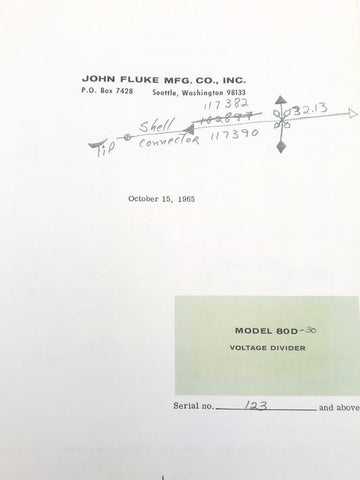 JOHN FLUKE MFG. CO., INC.
P.O. Box 7428 Seattle, Washington 98133
117382.
Shell 102897 32.13
Tip connector 117390
October 15, 1965
MODEL 80D-30
VOLTAGE DIVIDER
Serial no. 123 and above